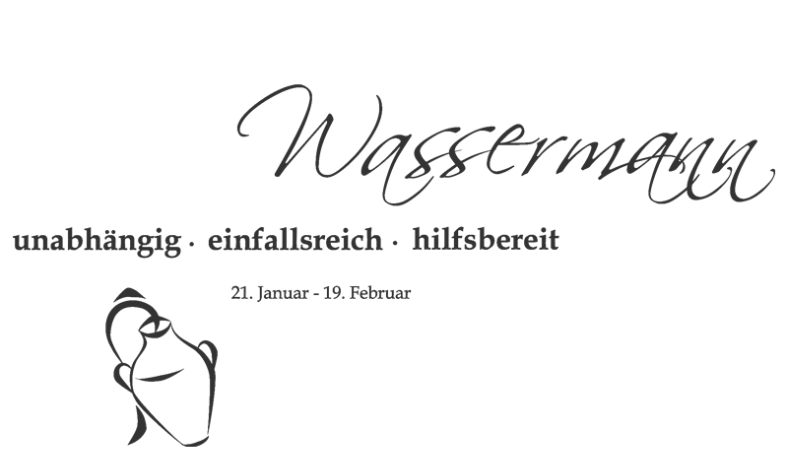 Wassermann
unabhängig · einfallsreich · hilfsbereit
21. Januar - 19. Februar